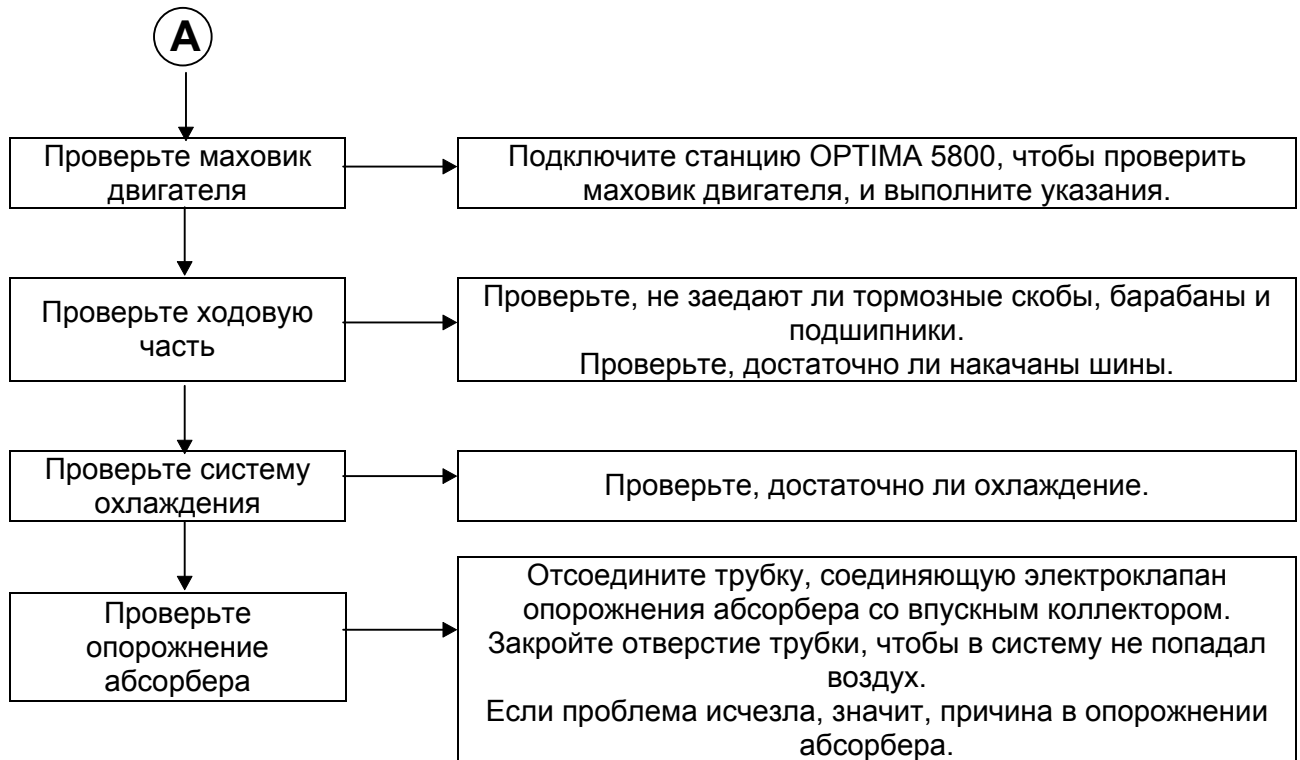 A
Проверьте маховик
двигателя
Подключите станцию OPTIMA 5800, чтобы проверить
маховик двигателя, и выполните указания.
Проверьте ходовую
часть
Проверьте, не заедают ли тормозные скобы, барабаны и
подшипники.
Проверьте, достаточно ли накачаны шины.
Проверьте систему
охлаждения
Проверьте, достаточно ли охлаждение.
Проверьте
опорожнение
абсорбера
Отсоедините трубку, соединяющую электроклапан
опорожнения абсорбера со впускным коллектором.
Закройте отверстие трубки, чтобы в систему не попадал
воздух.
Если проблема исчезла, значит, причина в опорожнении
абсорбера.